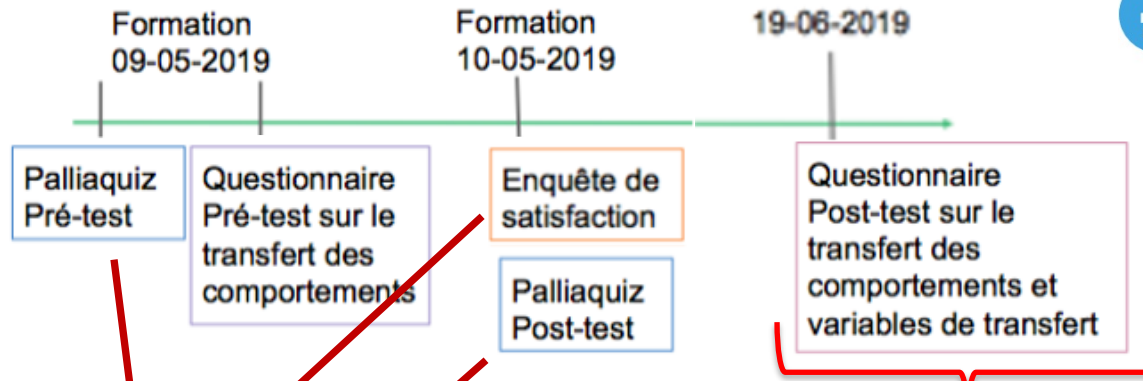 Formation
09-05-2019
Formation
10-05-2019
19-06-2019
Palliaquiz
Pré-test
Questionnaire
Pré-test sur le
transfert des
comportements
Enquête de
satisfaction
Palliaquiz
Post-test
Questionnaire
Post-test sur le
transfert des
comportements et
variables de transfert